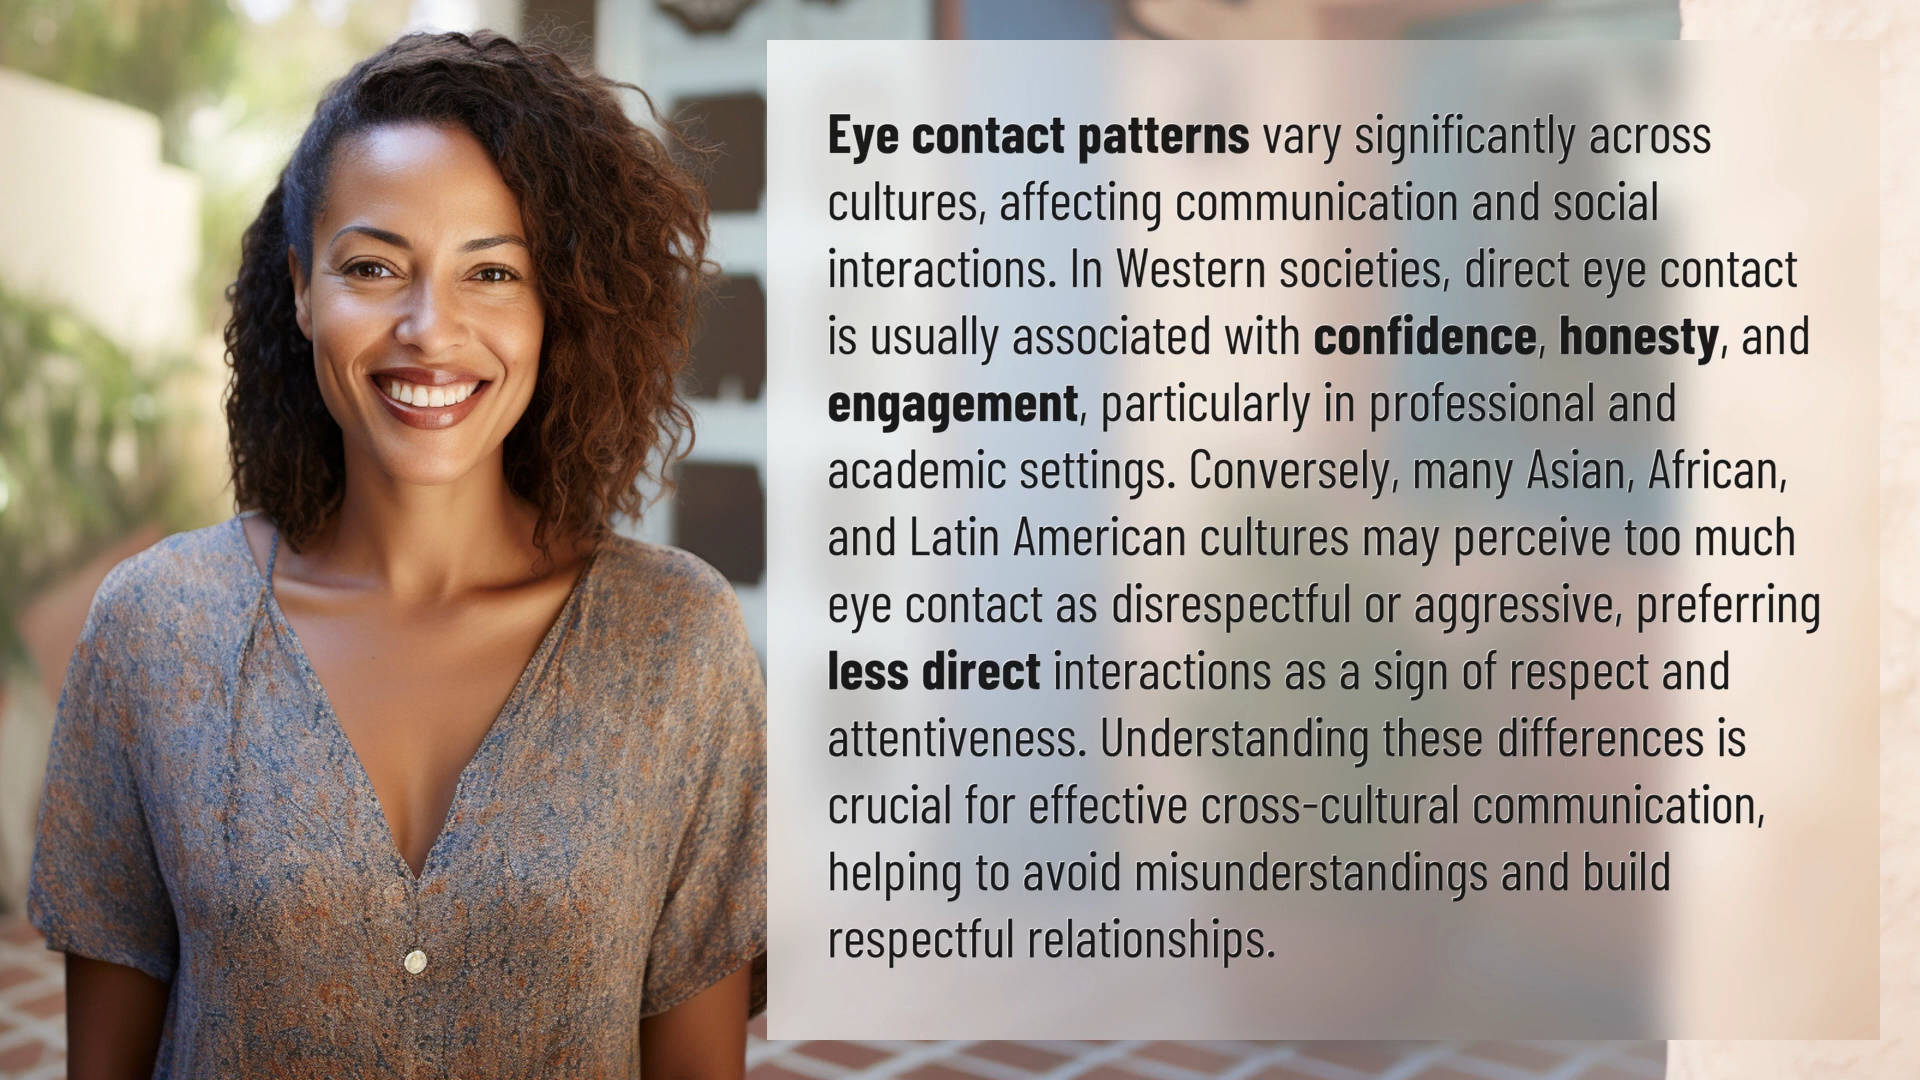 Eye contact patterns vary significantly across
cultures, affecting communication and social
interactions. In Western societies, direct eye contact
is usually associated with confidence, honesty, and
engagement, particularly in professional and
academic settings. Conversely, many Asian, African,
and Latin American cultures may perceive too much
eye contact as disrespectful or aggressive, preferring
less direct interactions as a sign of respect and
attentiveness. Understanding these differences is
crucial for effective cross-cultural communication,
helping to avoid misunderstandings and build
respectful relationships.